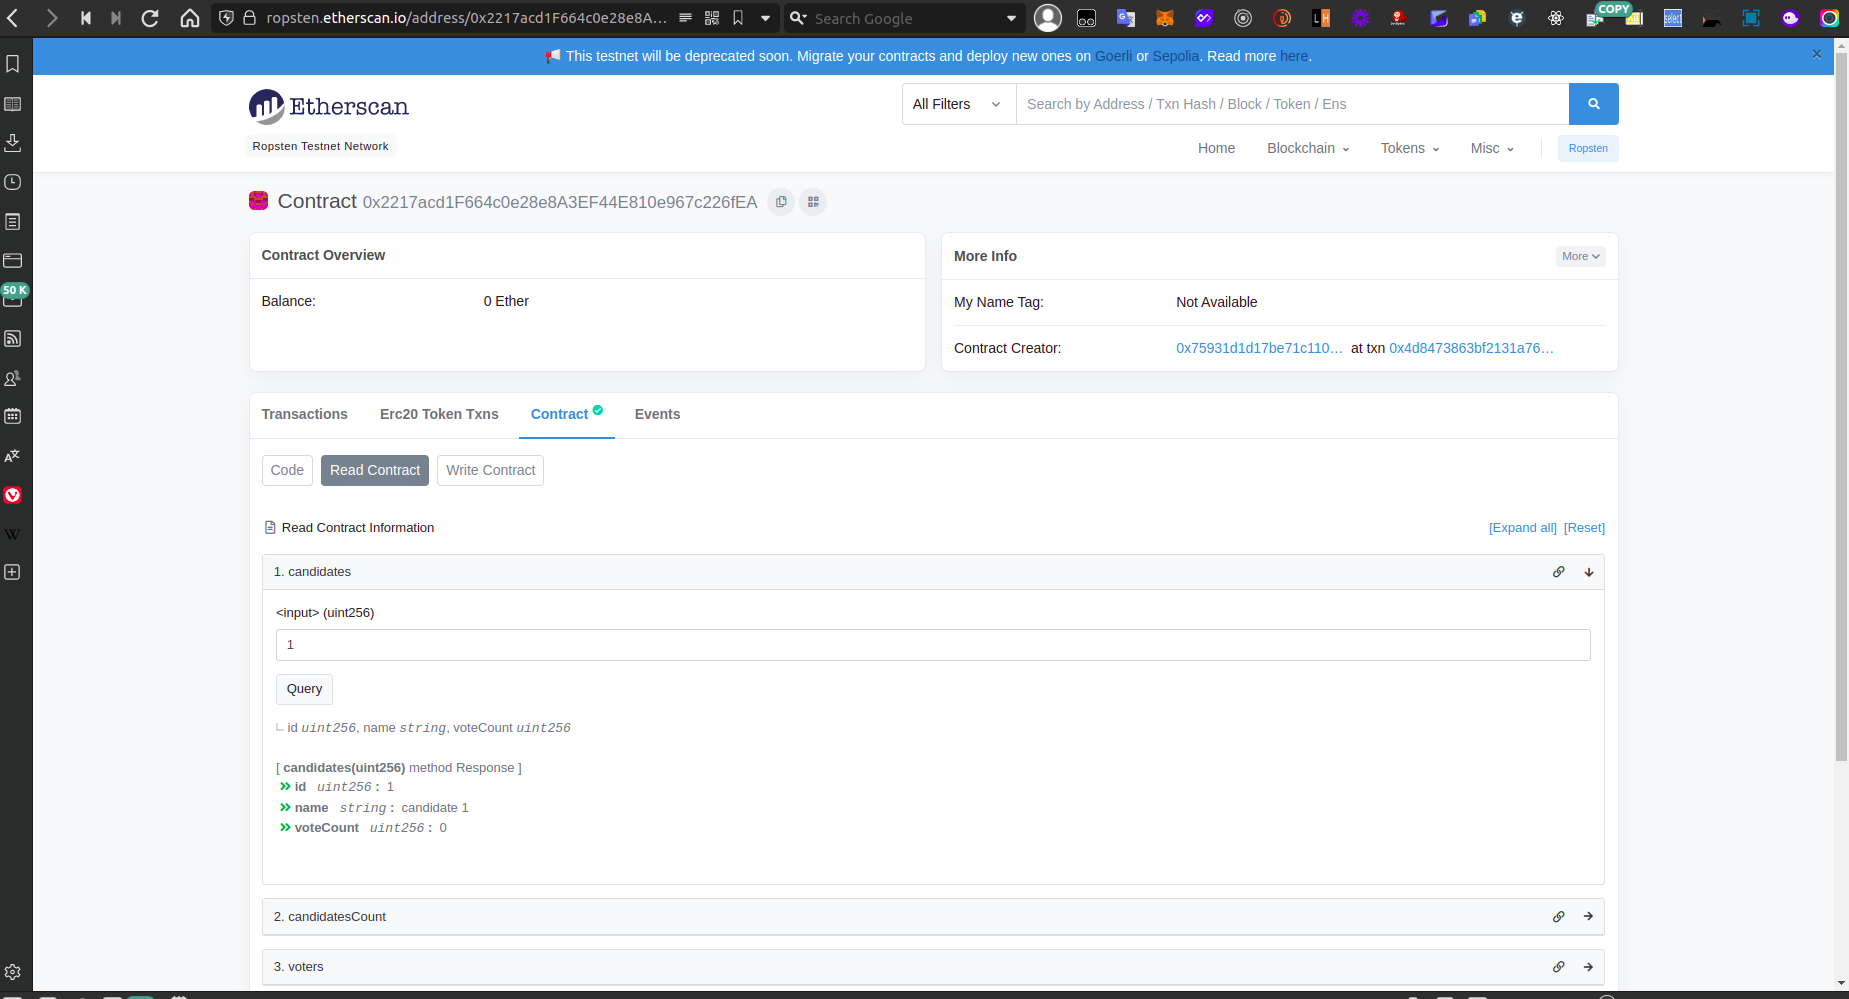 ropsten.etherscan.io/address/0x2217acd1F664c0e28e8A...
Search Google
COPY
This testnet will be deprecated soon. Migrate your contracts and deploy new ones on Goerli or Sepolia. Read more here.
×
Etherscan
All Filters
Search by Address / Txn Hash / Block / Token / Ens
Ropsten Testnet Network
Home
Blockchain
Tokens
Misc
Ropsten
Contract 0x2217acd1F664c0e28e8A3EF44E810e967c226fEA
Contract Overview
Balance:
0 Ether
More Info
More
My Name Tag:
Not Available
Contract Creator:
0x75931d1d17be71c110... at txn 0x4d8473863bf2131a76...
50 K
Transactions
Erc20 Token Txns
Contract
Events
Code
Read Contract
Write Contract
Read Contract Information
[Expand all] [Reset]
1. candidates
<input> (uint256)
1
Query
id uint256, name string, voteCount uint256
[ candidates(uint256) method Response ]
id uint256 : 1
name string : candidate 1
voteCount uint256 : 0
2. candidatesCount
3. voters